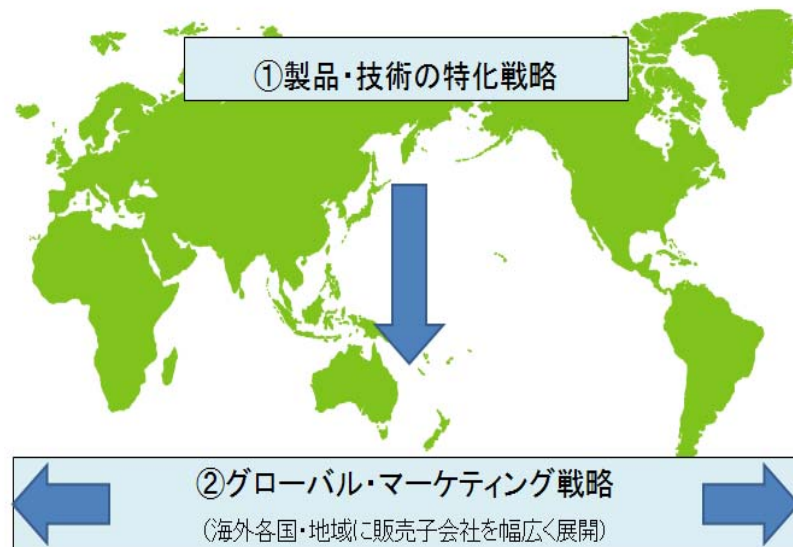 ①製品・技術の特化戦略
②グローバル・マーケティング戦略
(海外各国・地域に販売子会社を幅広く展開)